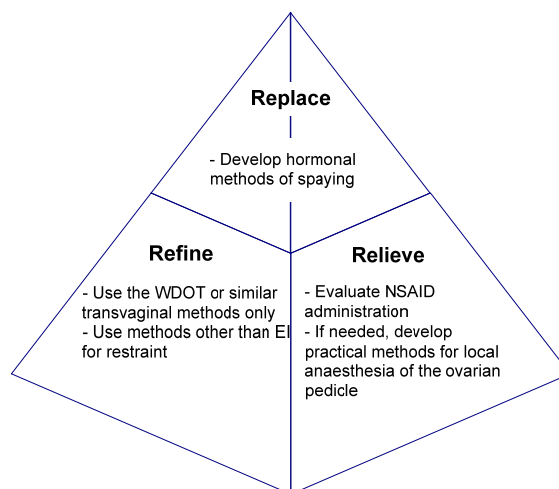 Replace
- Develop hormonal
methods of spaying
Refine
- Use the WDOT or similar
transvaginal methods only
- Use methods other than EI
for restraint
Relieve
- Evaluate NSAID
administration
- If needed, develop
practical methods for local
anaesthesia of the ovarian
pedicle